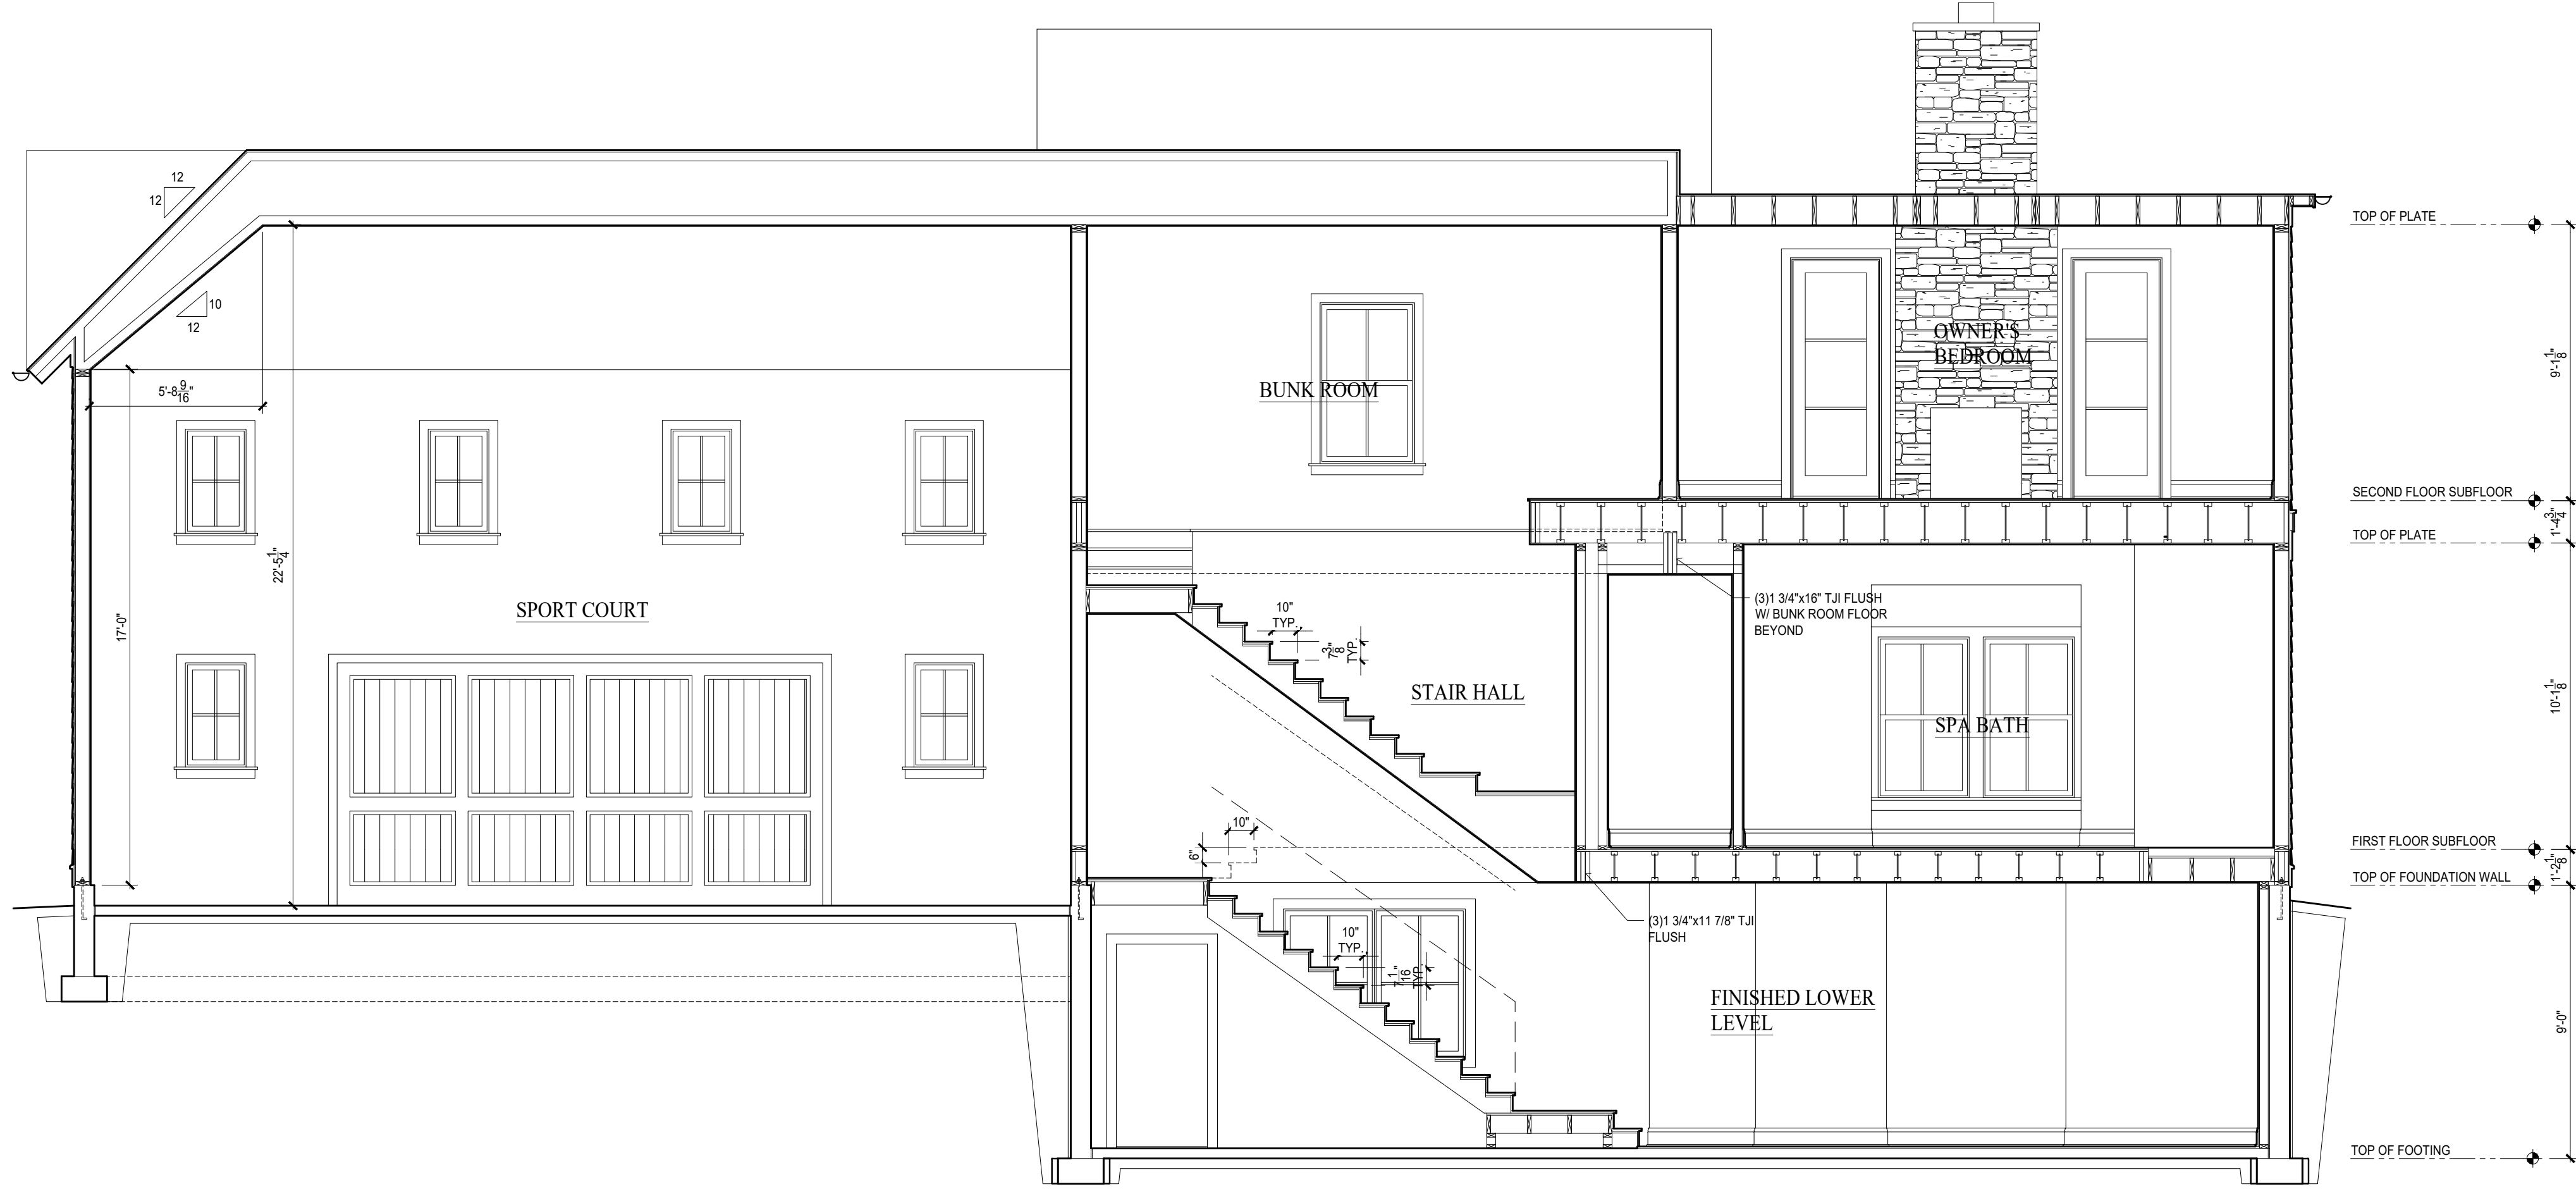 12
12
10
12
5'-8 9/16"
22'-5 1/4"
17'-0"
SPORT COURT
BUNK ROOM
OWNER'S
BEDROOM
10"
TYP.
7 3/8"
TYP.
STAIR HALL
(3)1 3/4"x16" TJI FLUSH
W/ BUNK ROOM FLOOR
BEYOND
SPA BATH
10"
6"
(3)1 3/4"x11 7/8" TJI
FLUSH
10"
TYP.
7 1/16"
TYP.
FINISHED LOWER
LEVEL
TOP OF PLATE
9'-1 1/8"
SECOND FLOOR SUBFLOOR
1'-4 3/4"
TOP OF PLATE
10'-1 1/8"
FIRST FLOOR SUBFLOOR
1'-2 1/8"
TOP OF FOUNDATION WALL
9'-0"
TOP OF FOOTING